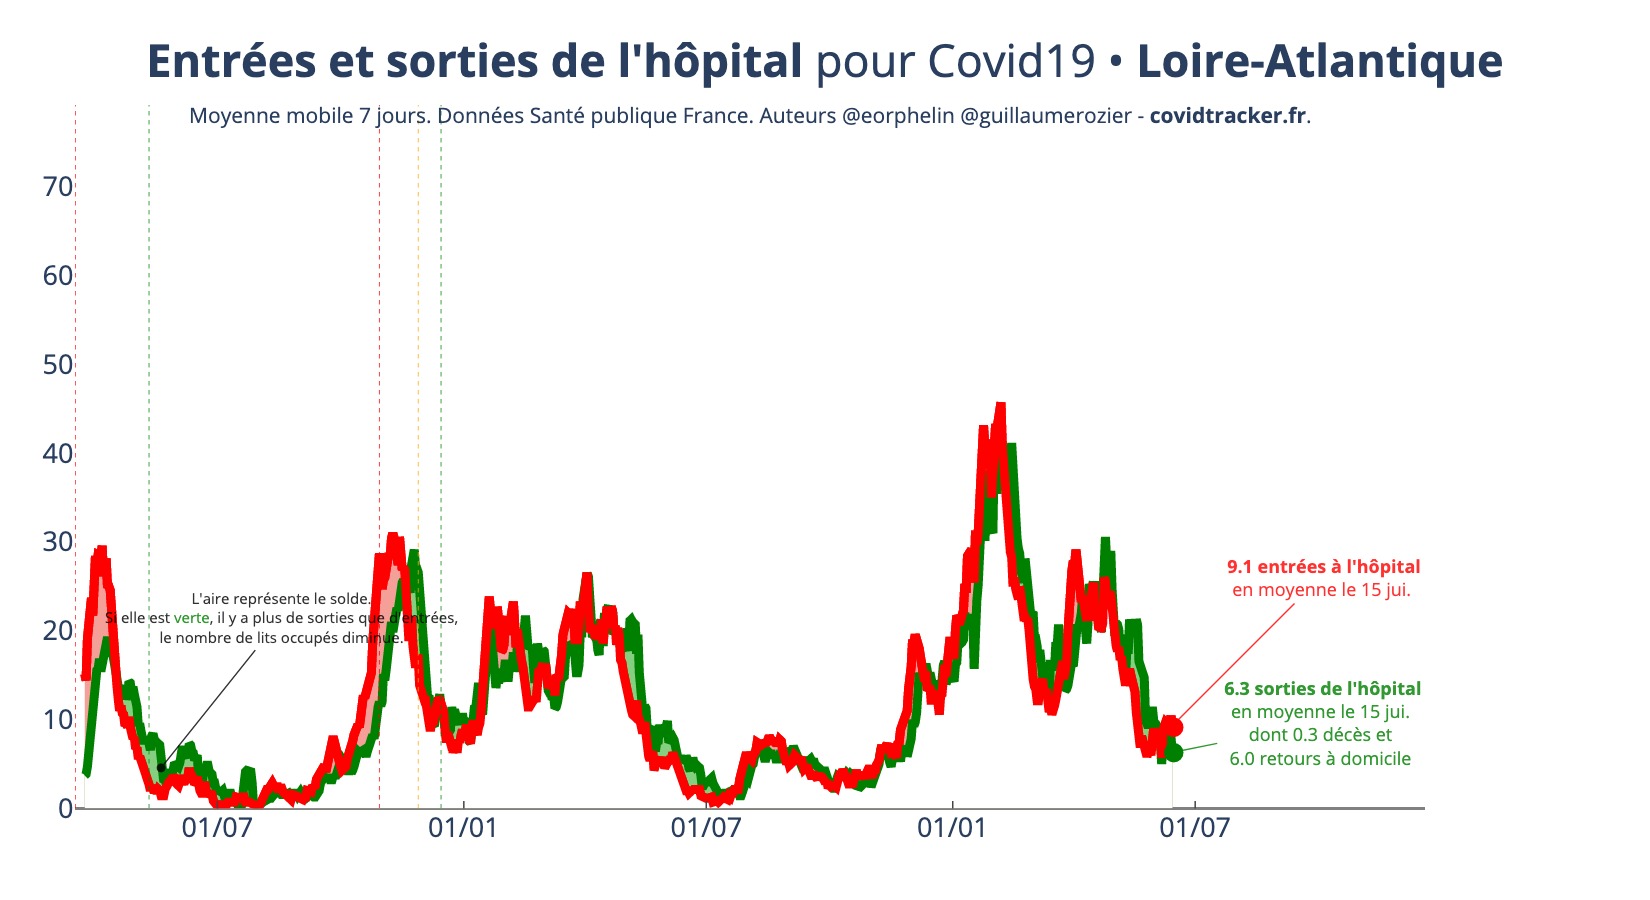 Entrées et sorties de l'hôpital pour Covid19 • Loire-Atlantique
Moyenne mobile 7 jours. Données Santé publique France. Auteurs @eorphelin @guillaumerozier - covidtracker.fr.
70
60
50
40
30
20
10
0
L'aire représente le solde.
Si elle est verte, il y a plus de sorties que d'entrées,
le nombre de lits occupés diminue.
9.1 entrées à l'hôpital
en moyenne le 15 jui.
6.3 sorties de l'hôpital
en moyenne le 15 jui.
dont 0.3 décès et
6.0 retours à domicile
01/07
01/01
01/07
01/01
01/07